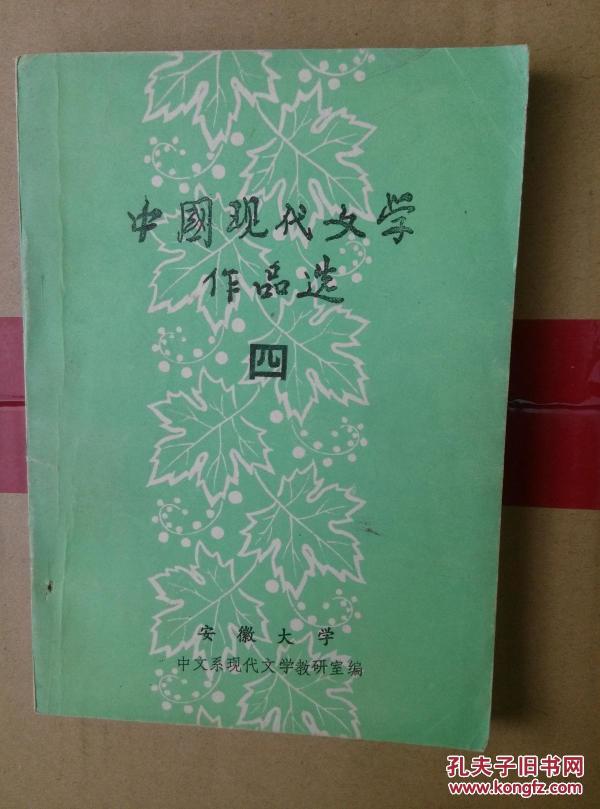 中國现代文学
作品选
四
安徽大学
中文系现代文学教研室编
孔夫子旧书网
www.kongfz.com